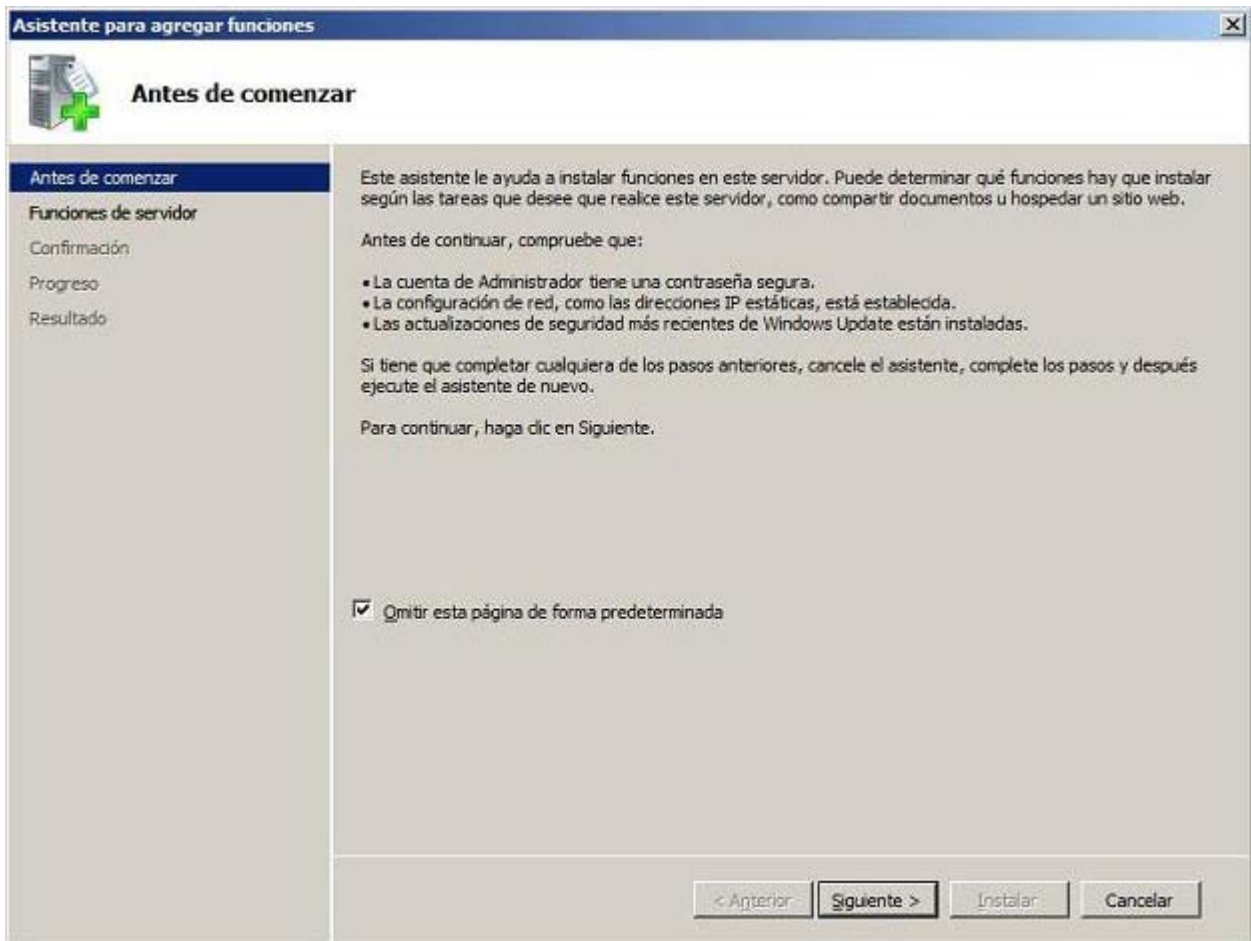 Asistente para agregar funciones
Antes de comenzar
Antes de comenzar
Funciones de servidor
Confirmación
Progreso
Resultado
Este asistente le ayuda a instalar funciones en este servidor. Puede determinar qué funciones hay que instalar
según las tareas que desee que realice este servidor, como compartir documentos u hospedar un sitio web.
Antes de continuar, compruebe que:
• La cuenta de Administrador tiene una contraseña segura.
• La configuración de red, como las direcciones IP estáticas, está establecida.
• Las actualizaciones de seguridad más recientes de Windows Update están instaladas.
Si tiene que completar cualquiera de los pasos anteriores, cancele el asistente, complete los pasos y después
ejecute el asistente de nuevo.
Para continuar, haga clic en Siguiente.
Omitir esta página de forma predeterminada
< Anterior Siguiente > Instalar Cancelar